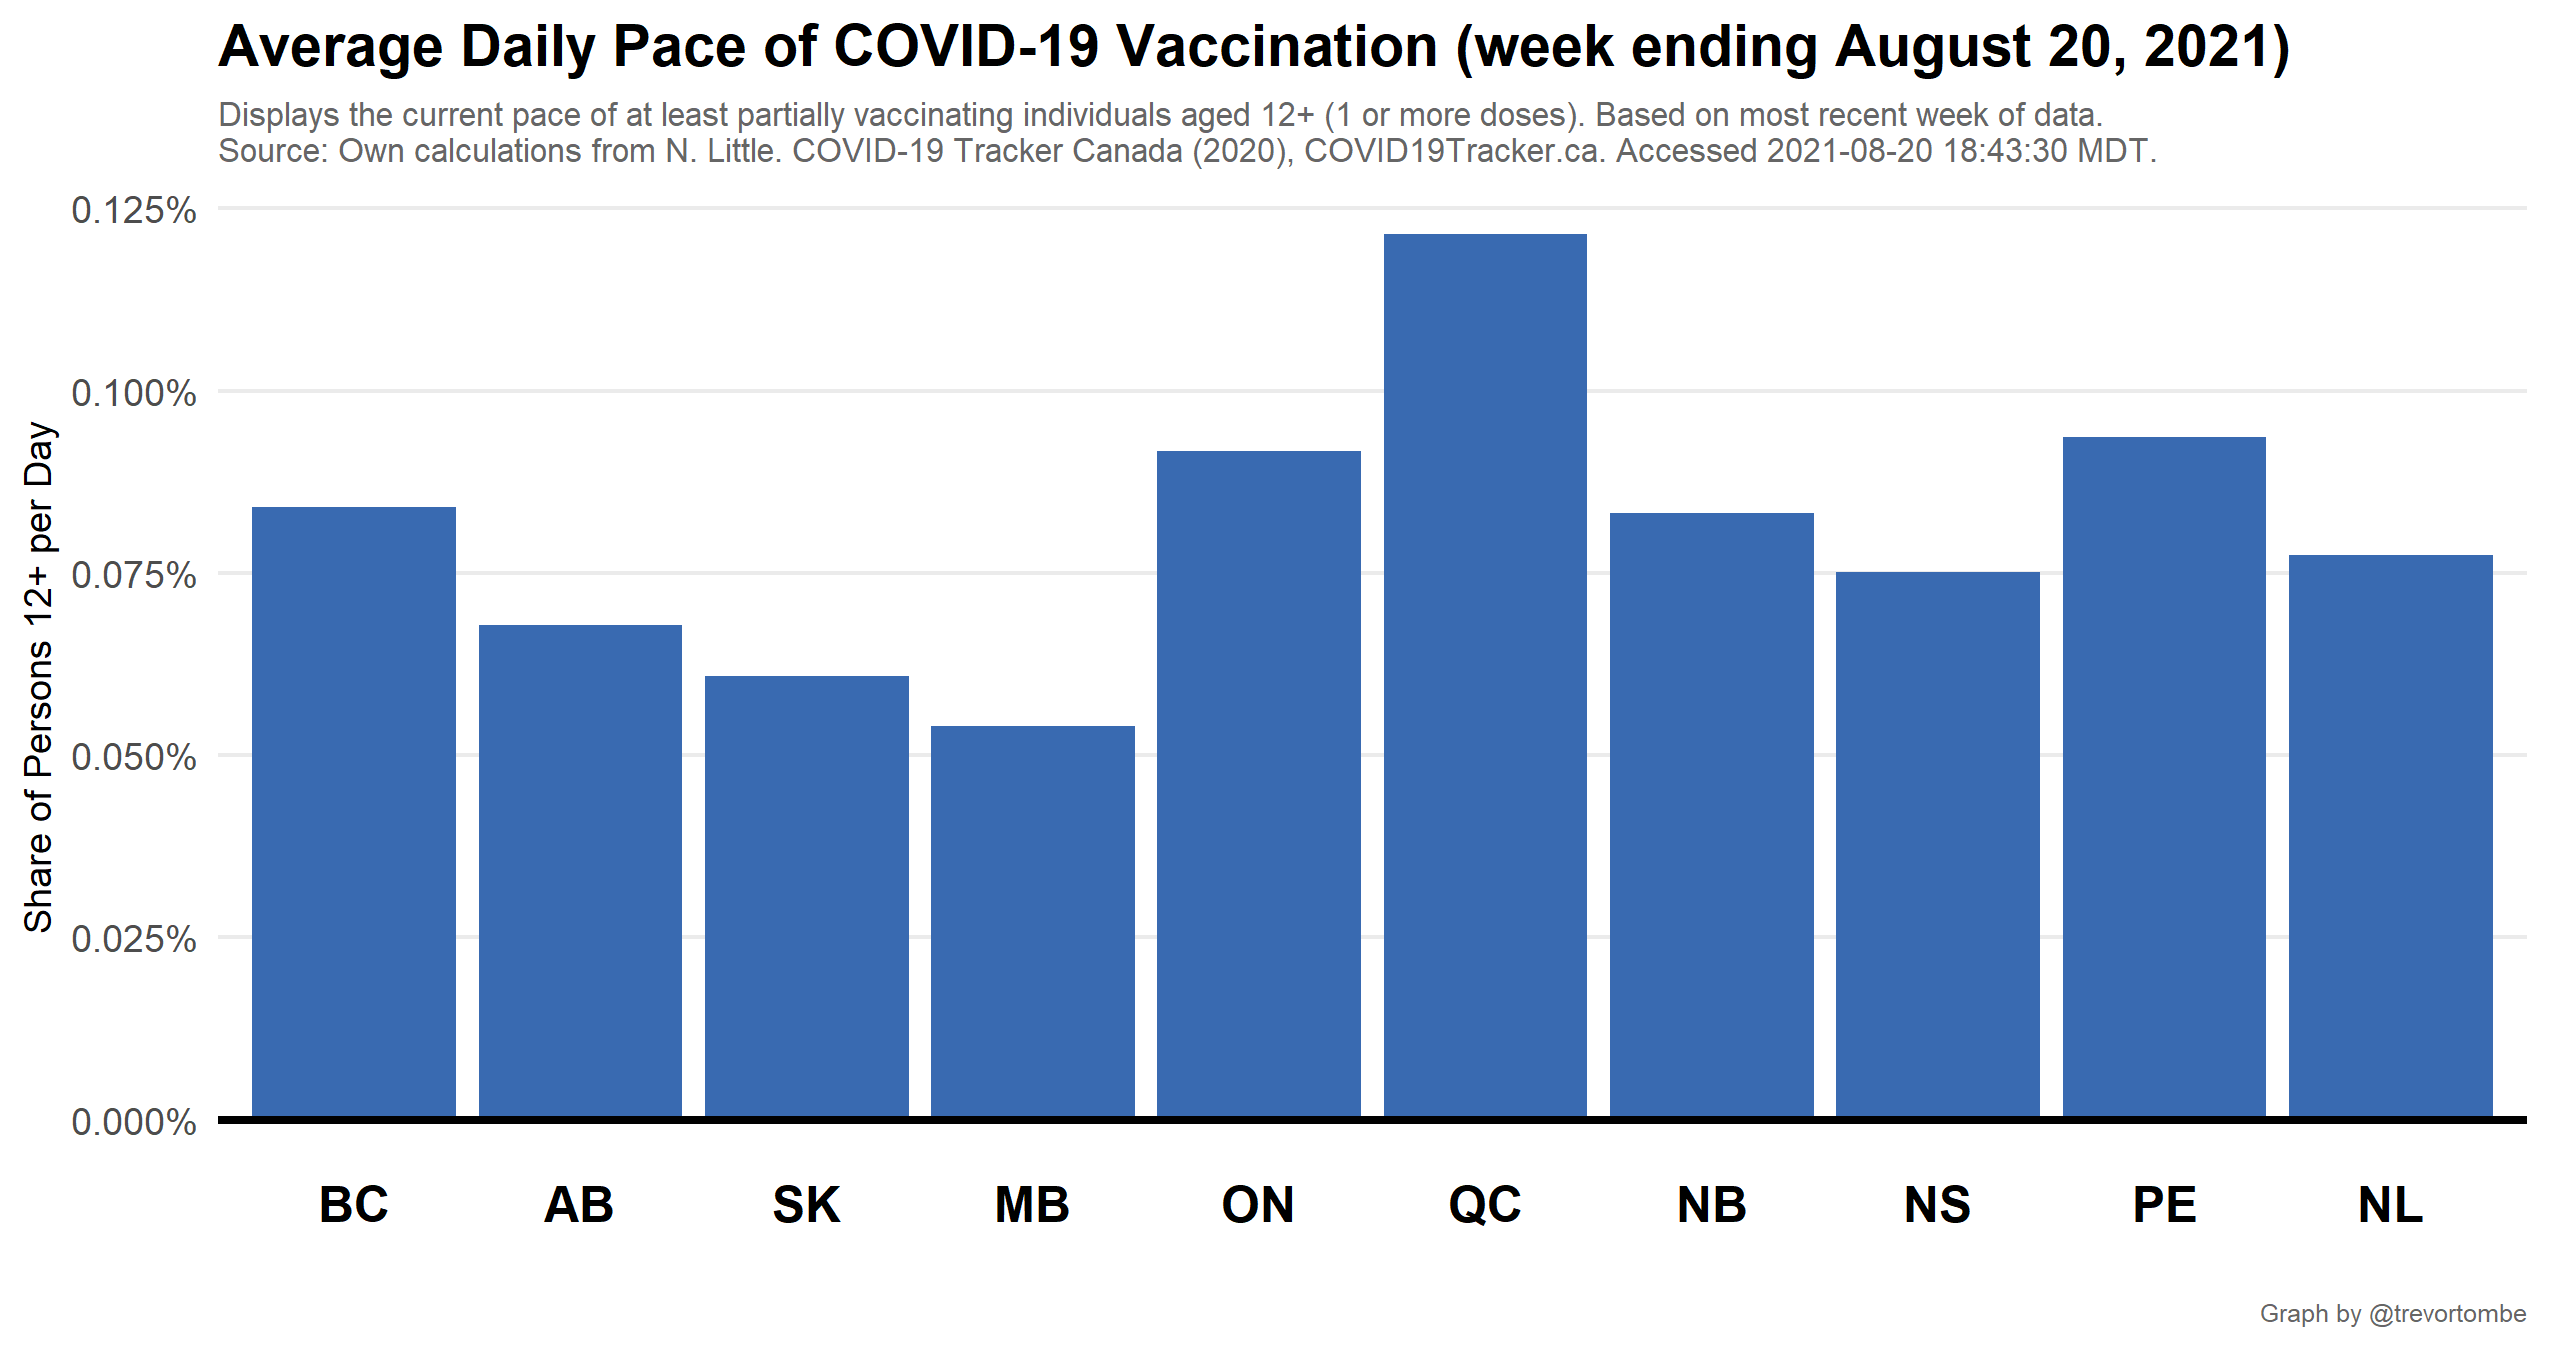 Average Daily Pace of COVID-19 Vaccination (week ending August 20, 2021)
Displays the current pace of at least partially vaccinating individuals aged 12+ (1 or more doses). Based on most recent week of data.
Source: Own calculations from N. Little. COVID-19 Tracker Canada (2020), COVID19Tracker.ca. Accessed 2021-08-20 18:43:30 MDT.
Share of Persons 12+ per Day
0.125%
0.100%
0.075%
0.050%
0.025%
0.000%
BC AB SK MB ON QC NB NS PE NL
Graph by @trevortombe